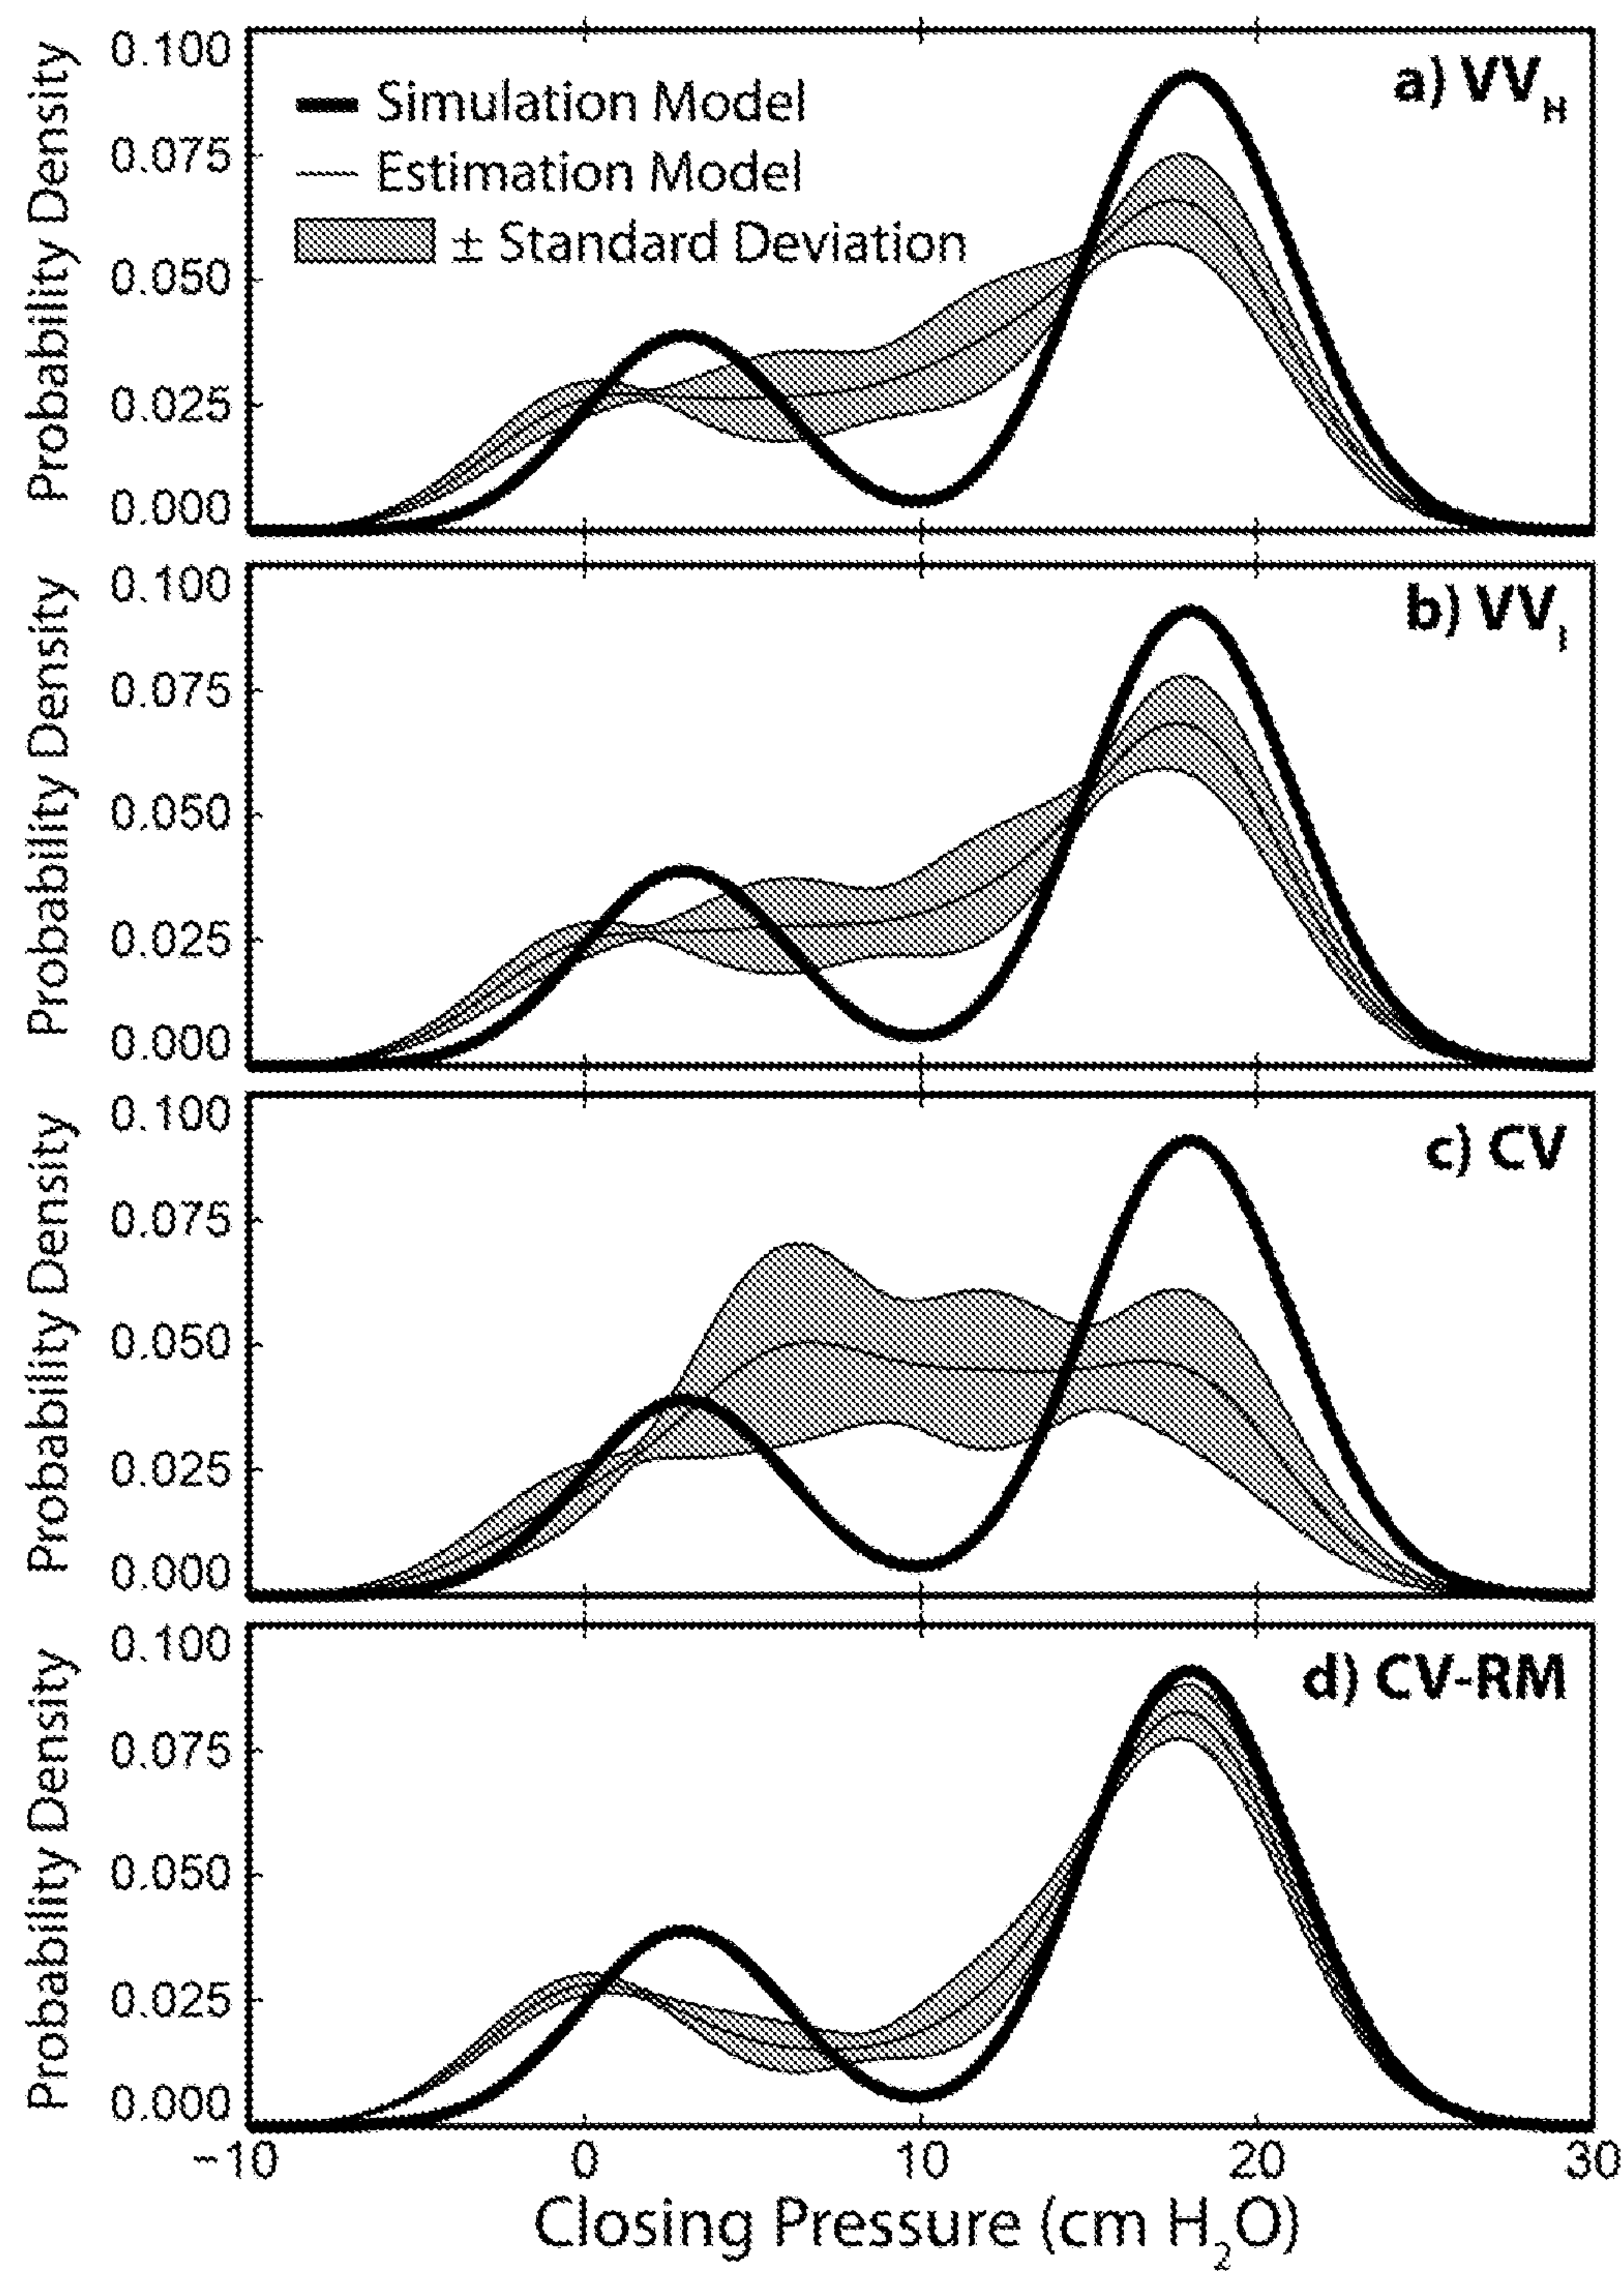 a) VV_H
Probability Density
0.100
0.075
0.050
0.025
0.000
Simulation Model
Estimation Model
± Standard Deviation
b) VV_I
Probability Density
0.100
0.075
0.050
0.025
0.000
c) CV
Probability Density
0.100
0.075
0.050
0.025
0.000
d) CV-RM
Probability Density
0.100
0.075
0.050
0.025
0.000
−10 0 10 20 30
Closing Pressure (cm H₂O)